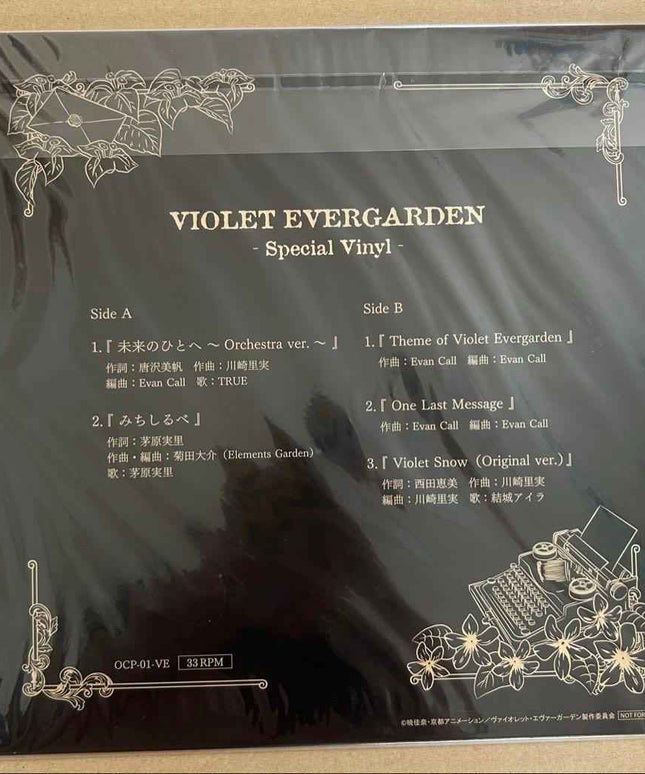 VIOLET EVERGARDEN
- Special Vinyl -
Side A
1.『 未来のひとへ ～ Orchestra ver. ～ 』
作詞：唐沢美帆　作曲：川崎里実
編曲：Evan Call　歌：TRUE
2.『 みちしるべ 』
作詞：茅原実里
作曲・編曲：菊田大介（Elements Garden）
歌：茅原実里
Side B
1.『 Theme of Violet Evergarden 』
作曲：Evan Call　編曲：Evan Call
2.『 One Last Message 』
作曲：Evan Call　編曲：Evan Call
3.『 Violet Snow（Original ver.）』
作詞：西田恵美　作曲：川崎里実
編曲：川崎里実　歌：結城アイラ
OCP-01-VE　33 RPM
©暁佳奈・京都アニメーション／ヴァイオレット・エヴァーガーデン製作委員会　NOT FOR